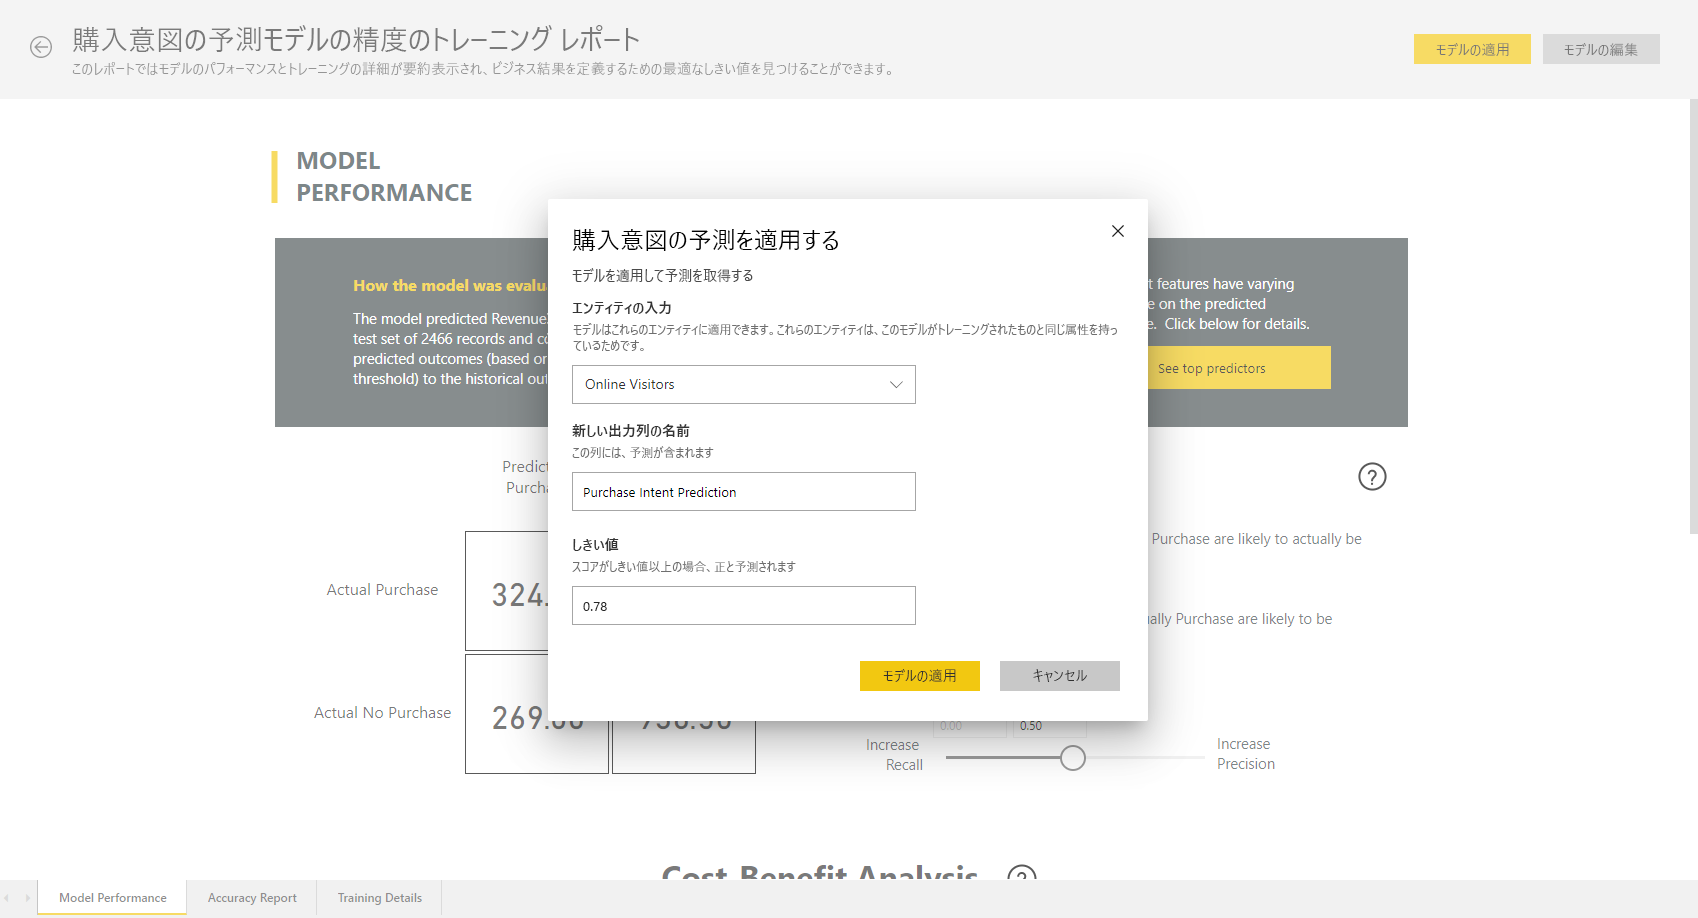 購入意図の予測モデルの精度のトレーニング レポート
このレポートではモデルのパフォーマンスとトレーニングの詳細が要約表示され、ビジネス結果を定義するための最適なしきい値を見つけることができます。
モデルの適用
モデルの編集
MODEL
PERFORMANCE
How the model was
The model predicted
test set of 2466 records and
predicted outcomes (based
threshold) to the historical
features have varying
on the predicted
Click below for details.
See top predictors
購入意図の予測を適用する
モデルを適用して予測を取得する
エンティティの入力
モデルはこれらのエンティティに適用できます。これらのエンティティは、このモデルがトレーニングされたものと同じ属性を持っ
ているためです。
Online Visitors
新しい出力列の名前
この列には、予測が含まれます
Purchase Intent Prediction
しきい値
スコアがしきい値以上の場合、正と予測されます
0.78
モデルの適用
キャンセル
Actual Purchase
324.
Actual No Purchase
269.
Purchase are likely to actually be
Purchase are likely to be
0.00
0.50
Increase
Recall
Increase
Precision
Cost-Benefit Analysis
Model Performance
Accuracy Report
Training Details